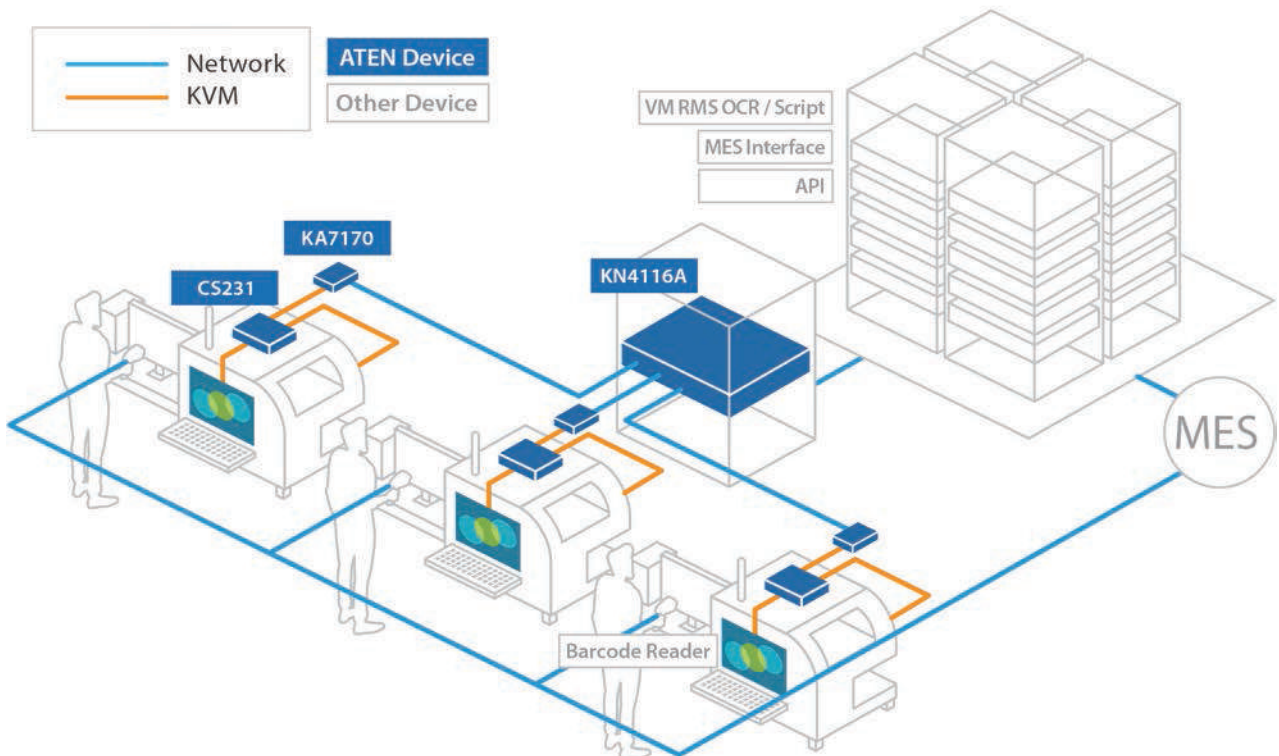 Network
KVM
ATEN Device
Other Device
VM RMS OCR / Script
MES Interface
API
KA7170
CS231
KN4116A
MES
Barcode Reader